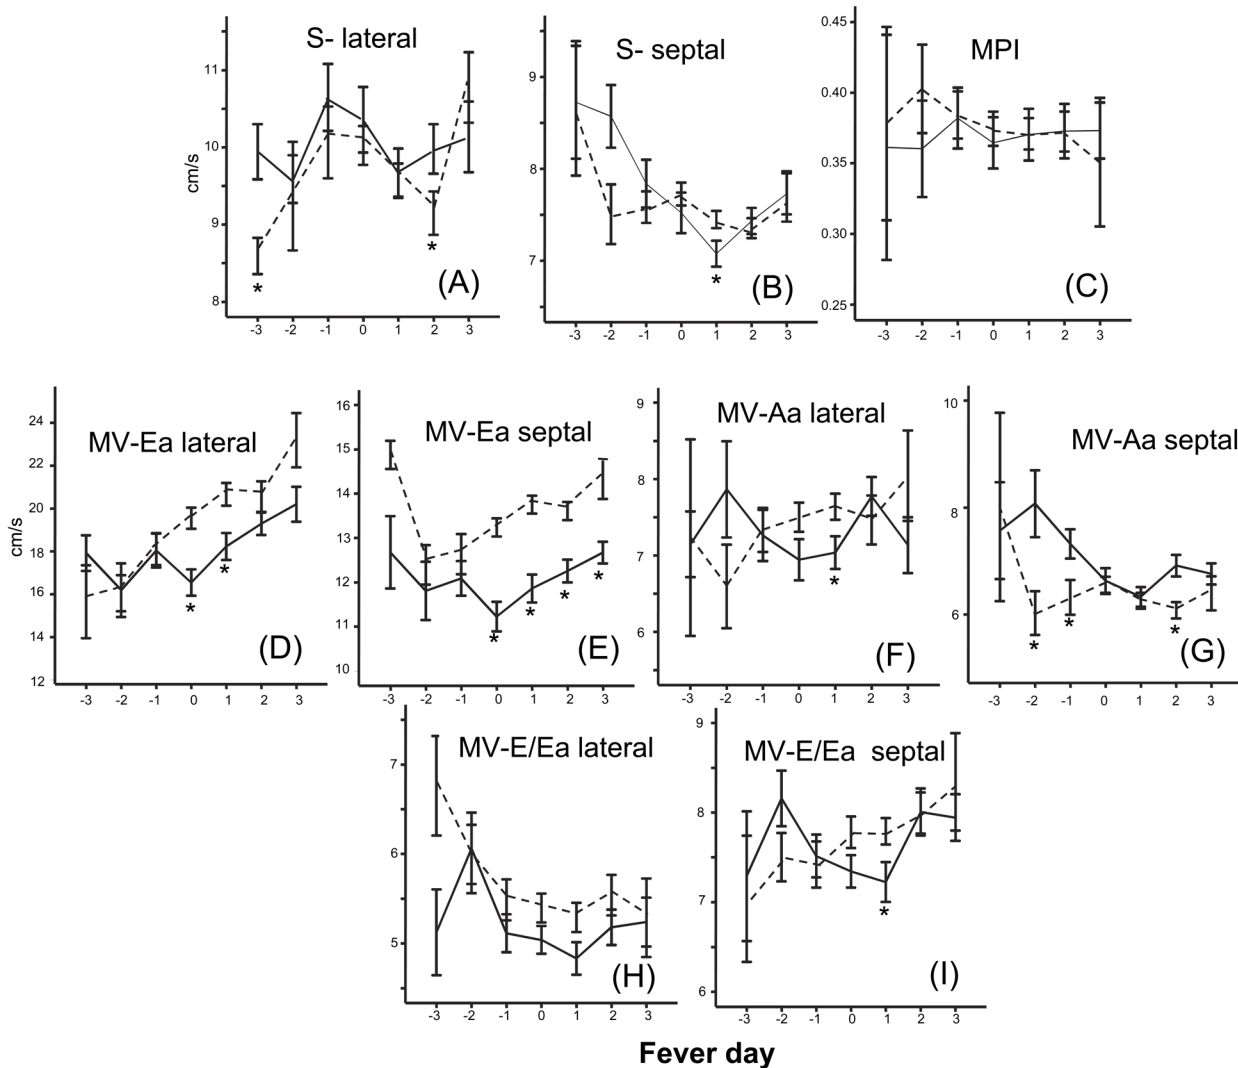 S- lateral
cm/s
11
10
9
8
*
*
(A)
-3 -2 -1 0 1 2 3
S- septal
9
8
7
*
(B)
-3 -2 -1 0 1 2 3
MPI
0.45
0.40
0.35
0.30
0.25
(C)
-3 -2 -1 0 1 2 3
MV-Ea lateral
cm/s
24
22
20
18
16
14
12
*
*
(D)
-3 -2 -1 0 1 2 3
MV-Ea septal
16
15
14
13
12
11
10
*
*
*
*
(E)
-3 -2 -1 0 1 2 3
MV-Aa lateral
9
8
7
6
*
(F)
-3 -2 -1 0 1 2 3
MV-Aa septal
10
8
6
*
*
*
(G)
-3 -2 -1 0 1 2 3
MV-E/Ea lateral
7
6
5
(H)
-3 -2 -1 0 1 2 3
MV-E/Ea septal
9
8
7
6
*
(I)
-3 -2 -1 0 1 2 3
Fever day